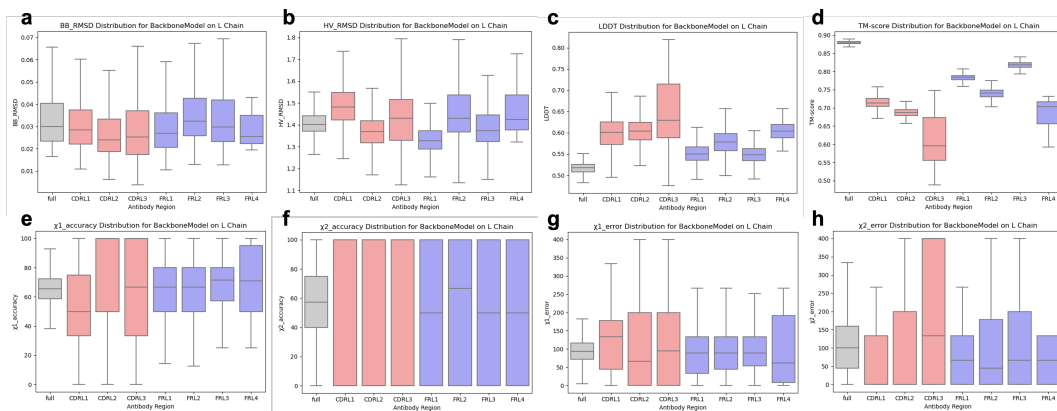 a
BB_RMSD Distribution for BackboneModel on L Chain
BB_RMSD
0.07
0.06
0.05
0.04
0.03
0.02
0.01
full CDRL1 CDRL2 CDRL3 FRL1 FRL2 FRL3 FRL4
Antibody Region
b
HV_RMSD Distribution for BackboneModel on L Chain
HV_RMSD
1.8
1.7
1.6
1.5
1.4
1.3
1.2
1.1
full CDRL1 CDRL2 CDRL3 FRL1 FRL2 FRL3 FRL4
Antibody Region
c
LDDT Distribution for BackboneModel on L Chain
LDDT
0.80
0.75
0.70
0.65
0.60
0.55
0.50
full CDRL1 CDRL2 CDRL3 FRL1 FRL2 FRL3 FRL4
Antibody Region
d
TM-score Distribution for BackboneModel on L Chain
TM-score
0.90
0.85
0.80
0.75
0.70
0.65
0.60
0.55
0.50
full CDRL1 CDRL2 CDRL3 FRL1 FRL2 FRL3 FRL4
Antibody Region
e
χ1_accuracy Distribution for BackboneModel on L Chain
χ1_accuracy
100
80
60
40
20
0
full CDRL1 CDRL2 CDRL3 FRL1 FRL2 FRL3 FRL4
Antibody Region
f
χ2_accuracy Distribution for BackboneModel on L Chain
χ2_accuracy
100
80
60
40
20
0
full CDRL1 CDRL2 CDRL3 FRL1 FRL2 FRL3 FRL4
Antibody Region
g
χ1_error Distribution for BackboneModel on L Chain
χ1_error
400
350
300
250
200
150
100
50
0
full CDRL1 CDRL2 CDRL3 FRL1 FRL2 FRL3 FRL4
Antibody Region
h
χ2_error Distribution for BackboneModel on L Chain
χ2_error
400
350
300
250
200
150
100
50
0
full CDRL1 CDRL2 CDRL3 FRL1 FRL2 FRL3 FRL4
Antibody Region